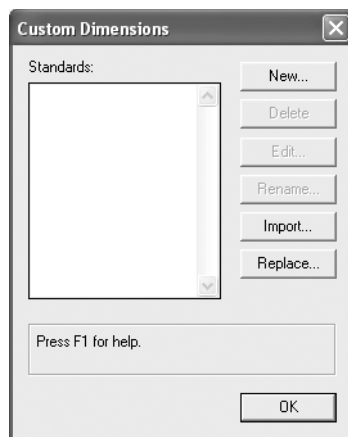 Custom Dimensions
Standards:
New...
Delete
Edit...
Rename...
Import...
Replace...
Press F1 for help.
OK